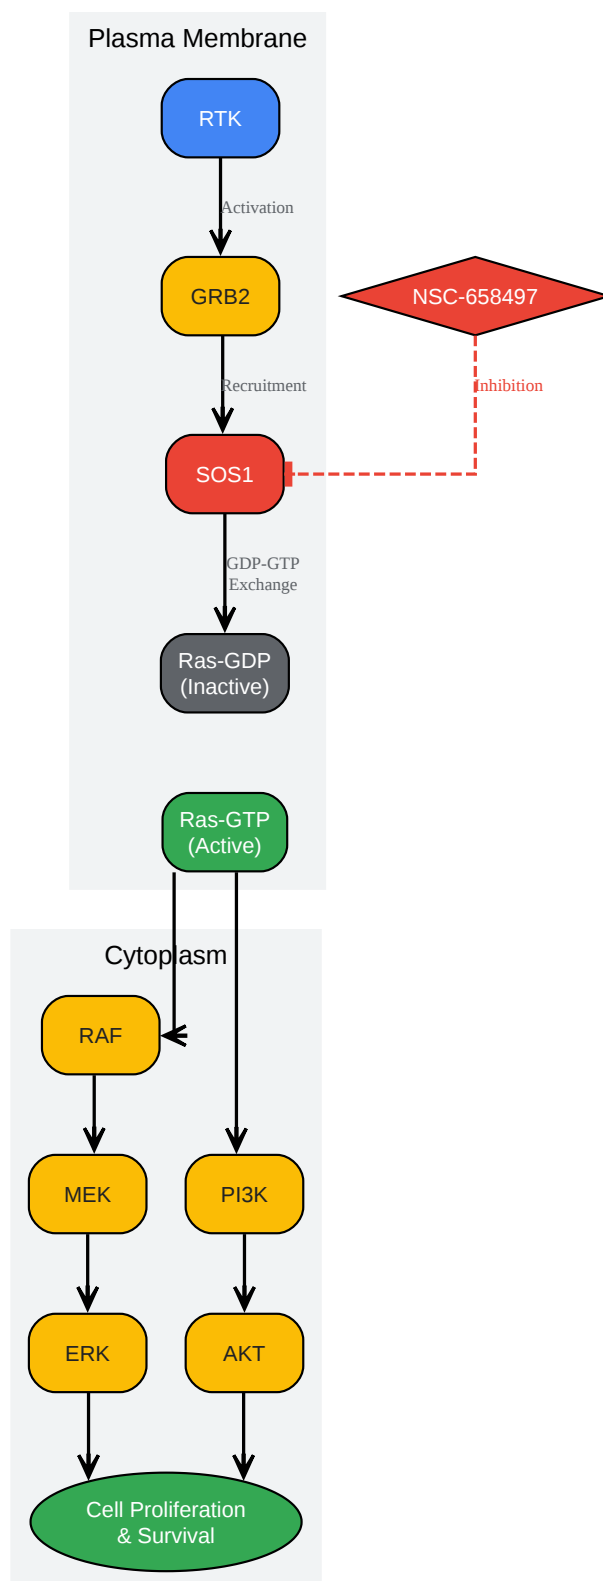 Plasma Membrane
RTK
Activation
GRB2
NSC-658497
Recruitment
Inhibition
SOS1
GDP-GTP
Exchange
Ras-GDP
(Inactive)
Ras-GTP
(Active)
Cytoplasm
RAF
MEK
PI3K
ERK
AKT
Cell Proliferation
& Survival